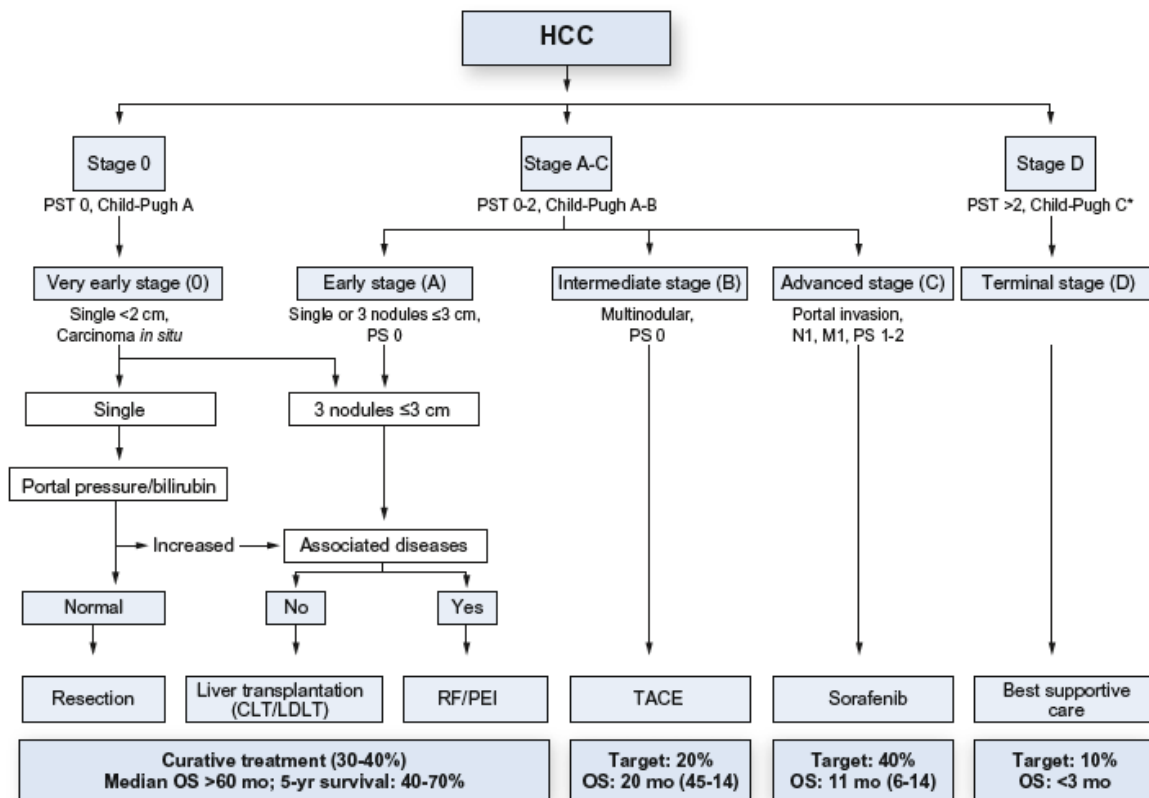 HCC
Stage 0
Stage A-C
Stage D
PST 0, Child-Pugh A
PST 0-2, Child-Pugh A-B
PST >2, Child-Pugh C*
Very early stage (0)
Early stage (A)
Intermediate stage (B)
Advanced stage (C)
Terminal stage (D)
Single <2 cm,
Carcinoma in situ
Single or 3 nodules ≤3 cm,
PS 0
Multinodular,
PS 0
Portal invasion,
N1, M1, PS 1-2
Single
3 nodules ≤3 cm
Portal pressure/bilirubin
Increased
Associated diseases
Normal
No
Yes
Resection
Liver transplantation
(CLT/LDLT)
RF/PEI
TACE
Sorafenib
Best supportive
care
Curative treatment (30-40%)
Median OS >60 mo; 5-yr survival: 40-70%
Target: 20%
OS: 20 mo (45-14)
Target: 40%
OS: 11 mo (6-14)
Target: 10%
OS: <3 mo